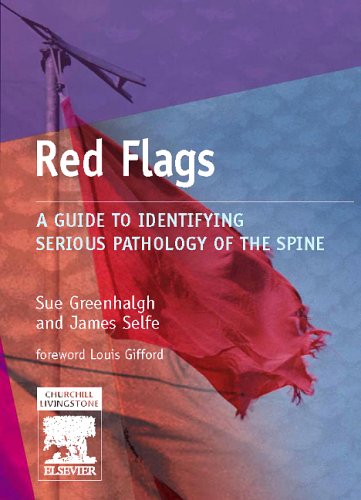 Red Flags
A GUIDE TO IDENTIFYING
SERIOUS PATHOLOGY OF THE SPINE
Sue Greenhalgh
and James Selfe
foreword Louis Gifford
CHURCHILL
LIVINGSTONE
ELSEVIER